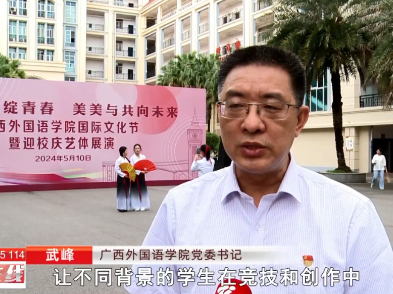 绽青春 美美与共向未来
西外国语学院国际文化节
暨迎校庆艺体展演
2024年5月10日
5 114
武峰
广西外国语学院党委书记
让不同背景的学生在竞技和创作中
在线